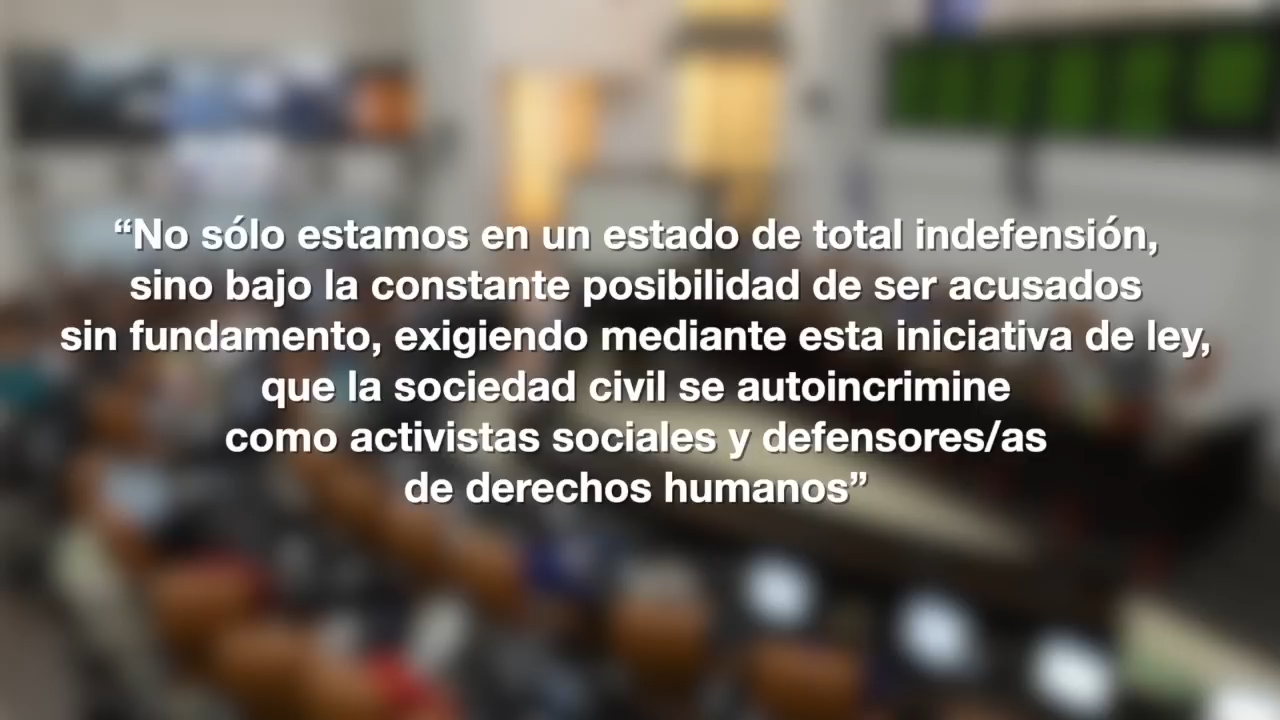 “No sólo estamos en un estado de total indefensión,
sino bajo la constante posibilidad de ser acusados
sin fundamento, exigiendo mediante esta iniciativa de ley,
que la sociedad civil se autoincrimine
como activistas sociales y defensores/as
de derechos humanos”